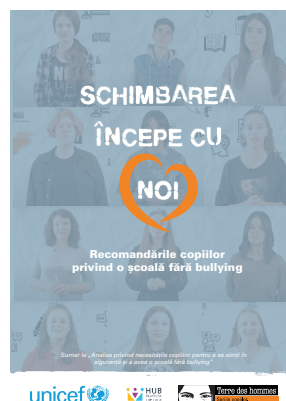 SCHIMBAREA
ÎNCEPE CU
NOI
Recomandările copiilor
privind o școală fără bullying
Sumar la „Analiza privind necesitățile copiilor pentru a se simți în
siguranță și a avea o școală fără bullying”
unicef
HUB
Terre des hommes